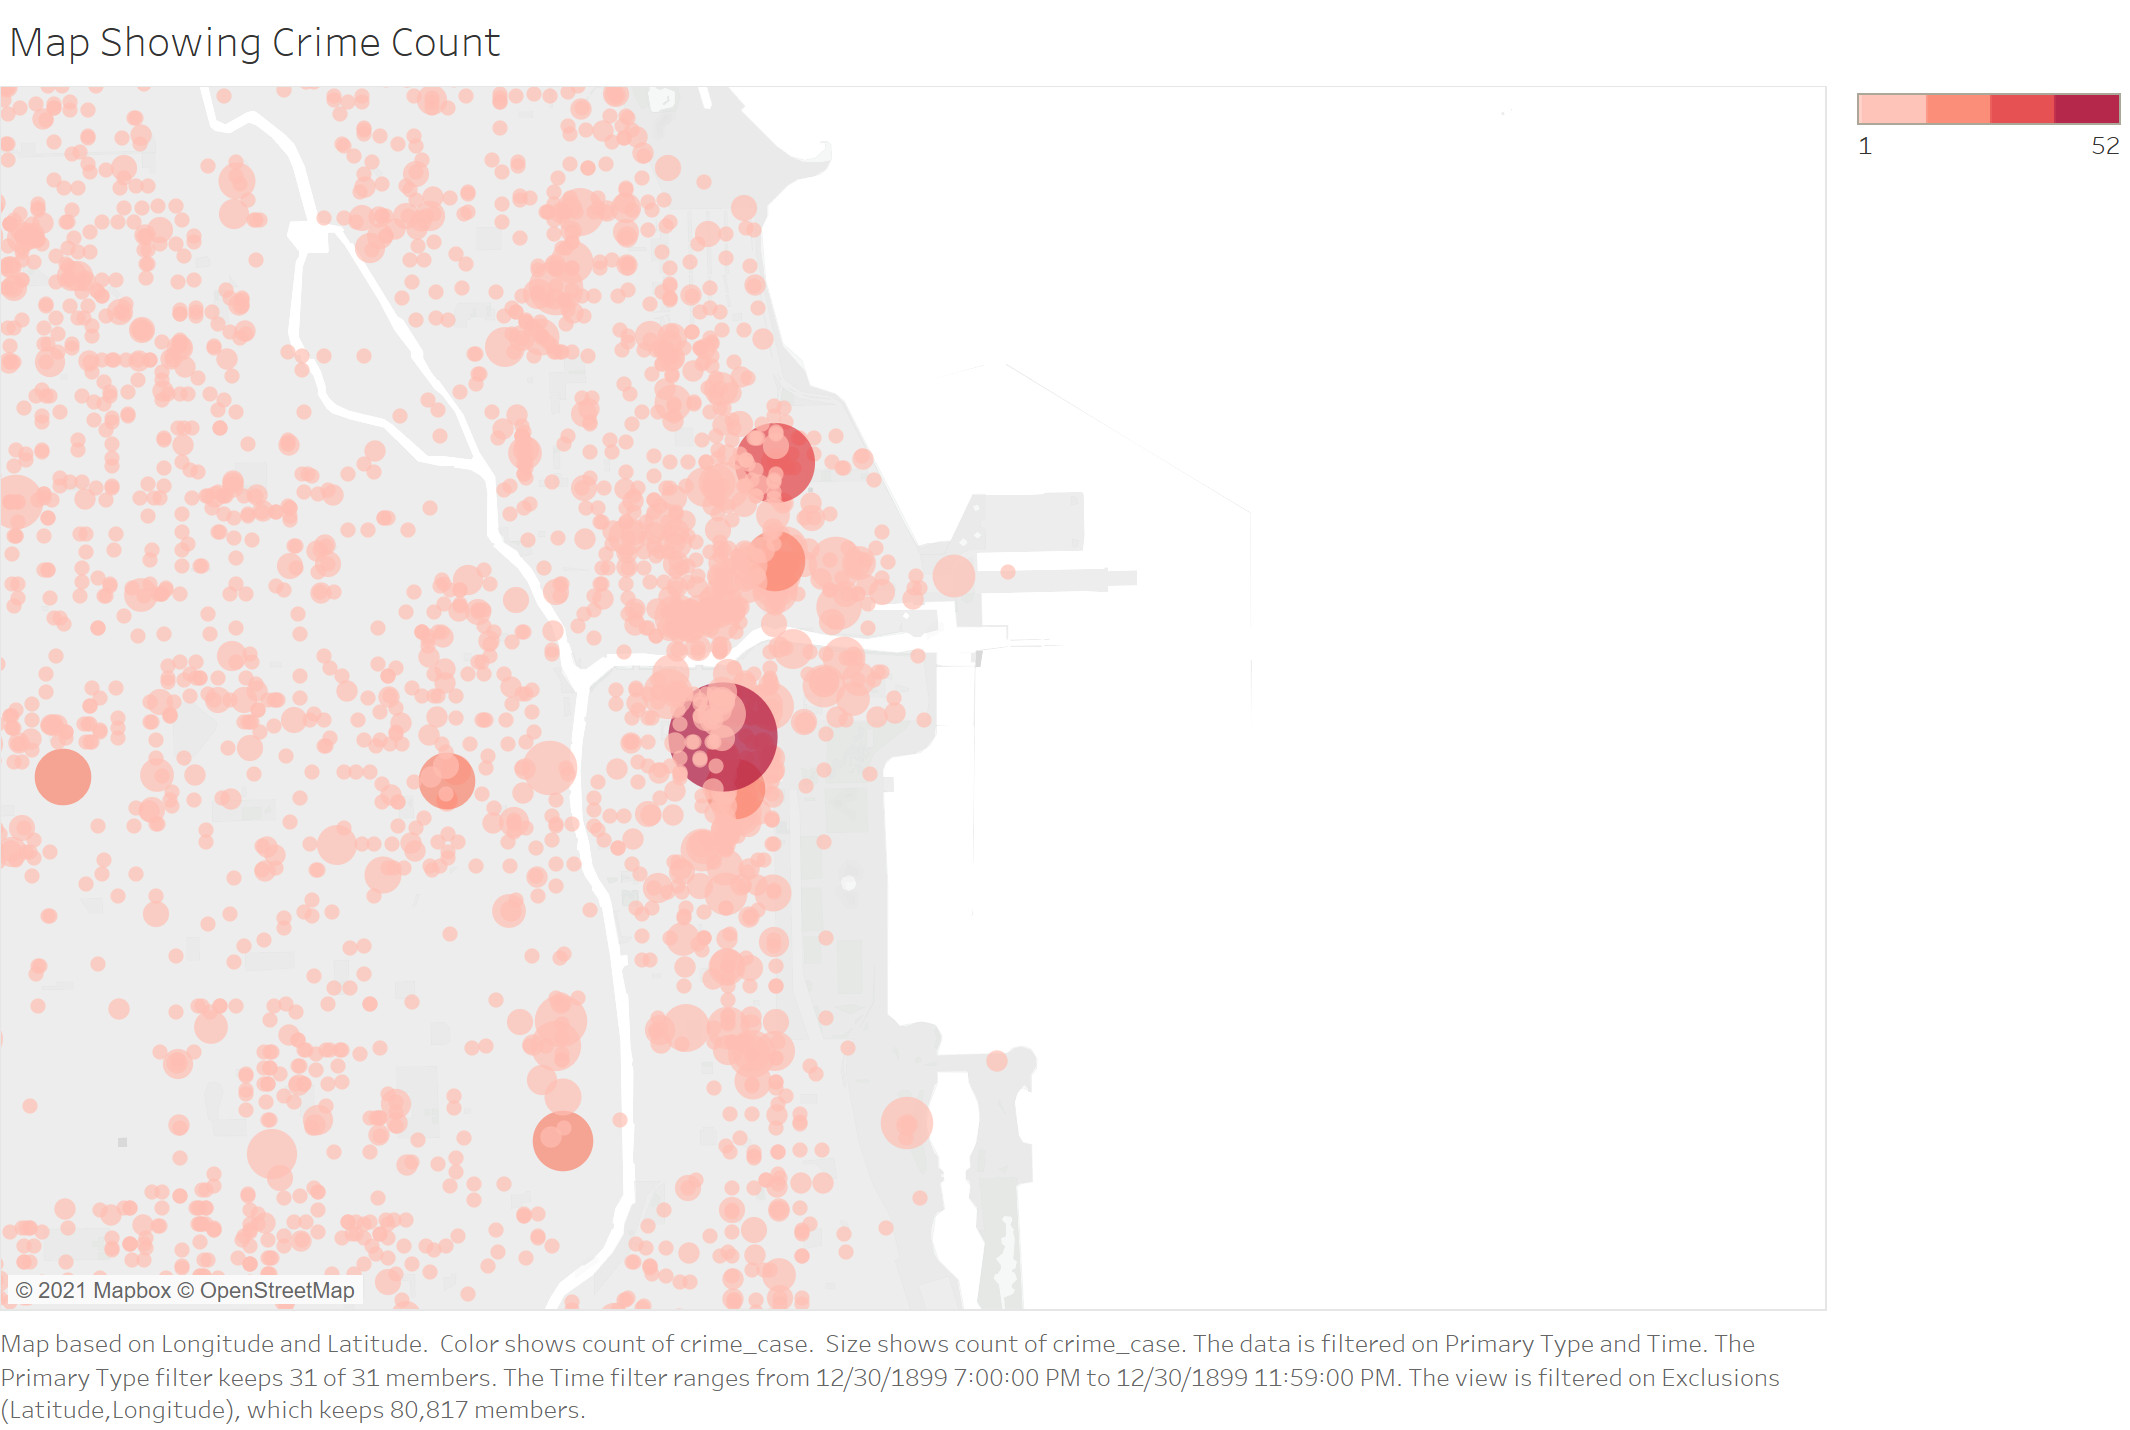 Map Showing Crime Count
1 52
© 2021 Mapbox © OpenStreetMap
Map based on Longitude and Latitude.  Color shows count of crime_case.  Size shows count of crime_case. The data is filtered on Primary Type and Time. The
Primary Type filter keeps 31 of 31 members. The Time filter ranges from 12/30/1899 7:00:00 PM to 12/30/1899 11:59:00 PM. The view is filtered on Exclusions
(Latitude,Longitude), which keeps 80,817 members.